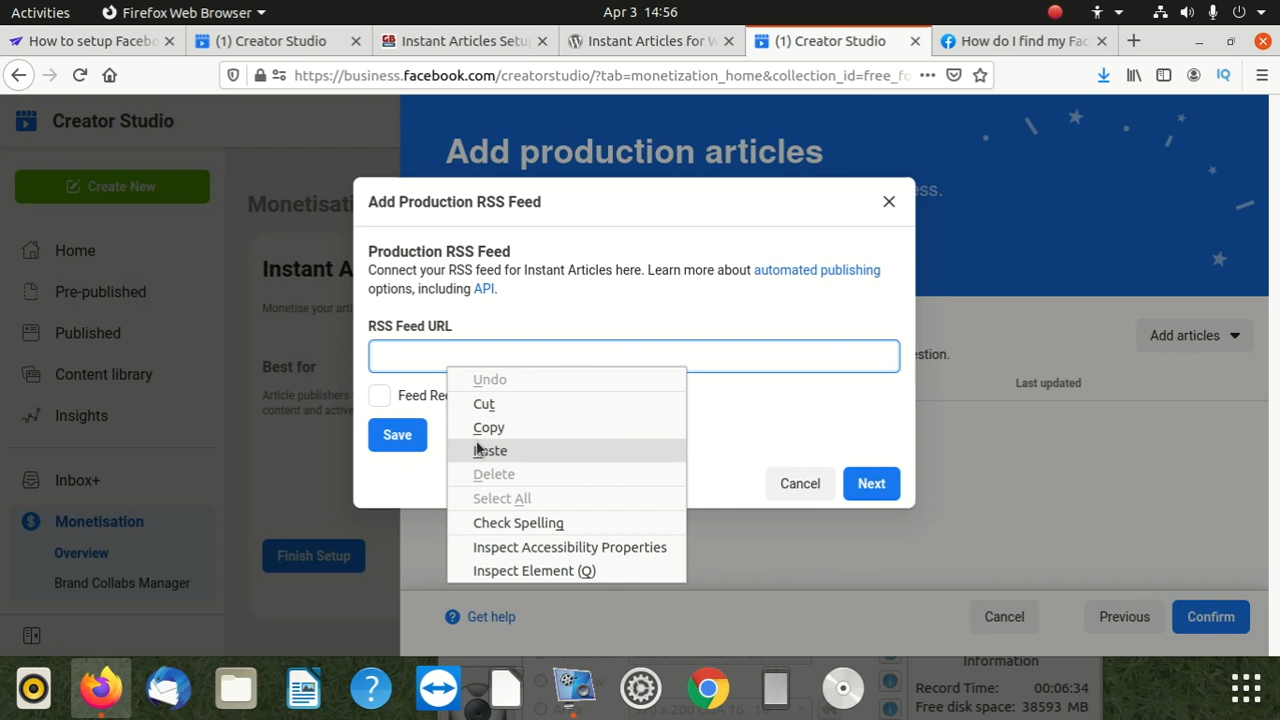 Activities
Firefox Web Browser
Apr 3 14:56
How to setup Facebo
(1) Creator Studio
Instant Articles Setu
Instant Articles for W
(1) Creator Studio
How do I find my Fac
https://business.facebook.com/creatorstudio/?tab=monetization_home&collection_id=free_fo
IQ
Creator Studio
Create New
Home
Pre-published
Published
Content library
Insights
Inbox+
Monetisation
Overview
Brand Collabs Manager
Monetisati
Instant A
Monetise your arti
Best for
Article publishers
content and active
Finish Setup
Add production articles
ess.
Add articles
estion.
Last updated
Add Production RSS Feed
Production RSS Feed
Connect your RSS feed for Instant Articles here. Learn more about automated publishing
options, including API.
RSS Feed URL
Feed Re
Save
Cancel
Next
Undo
Cut
Copy
Paste
Delete
Select All
Check Spelling
Inspect Accessibility Properties
Inspect Element (Q)
Get help
Cancel
Previous
Confirm
Information
Record Time: 00:06:34
Free disk space: 38593 MB